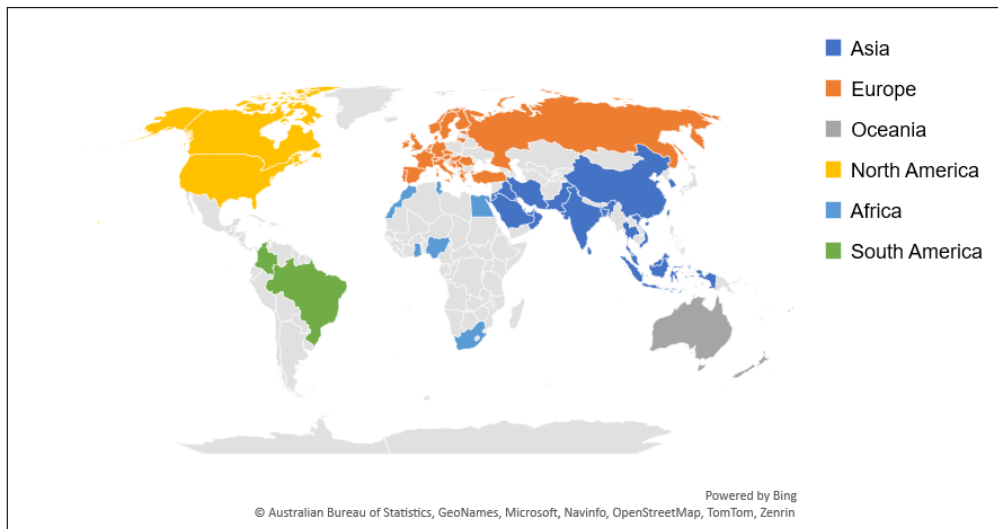 Asia
Europe
Oceania
North America
Africa
South America
Powered by Bing
© Australian Bureau of Statistics, GeoNames, Microsoft, Navinfo, OpenStreetMap, TomTom, Zenrin